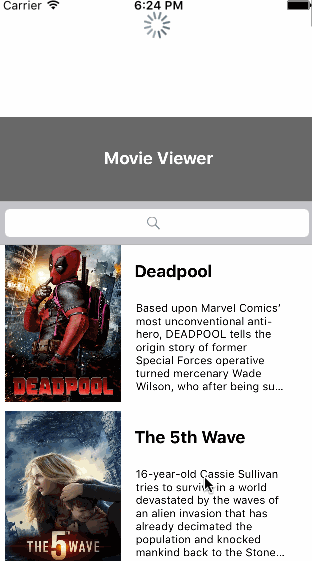 Carrier 6:24 PM
Movie Viewer
Deadpool
Based upon Marvel Comics’
most unconventional anti-
hero, DEADPOOL tells the
origin story of former
Special Forces operative
turned mercenary Wade
Wilson, who after being su...
DEADPOOL
The 5th Wave
16-year-old Cassie Sullivan
tries to survive in a world
devastated by the waves of
an alien invasion that has
already decimated the
population and knocked
mankind back to the Stone...
THE 5TH WAVE